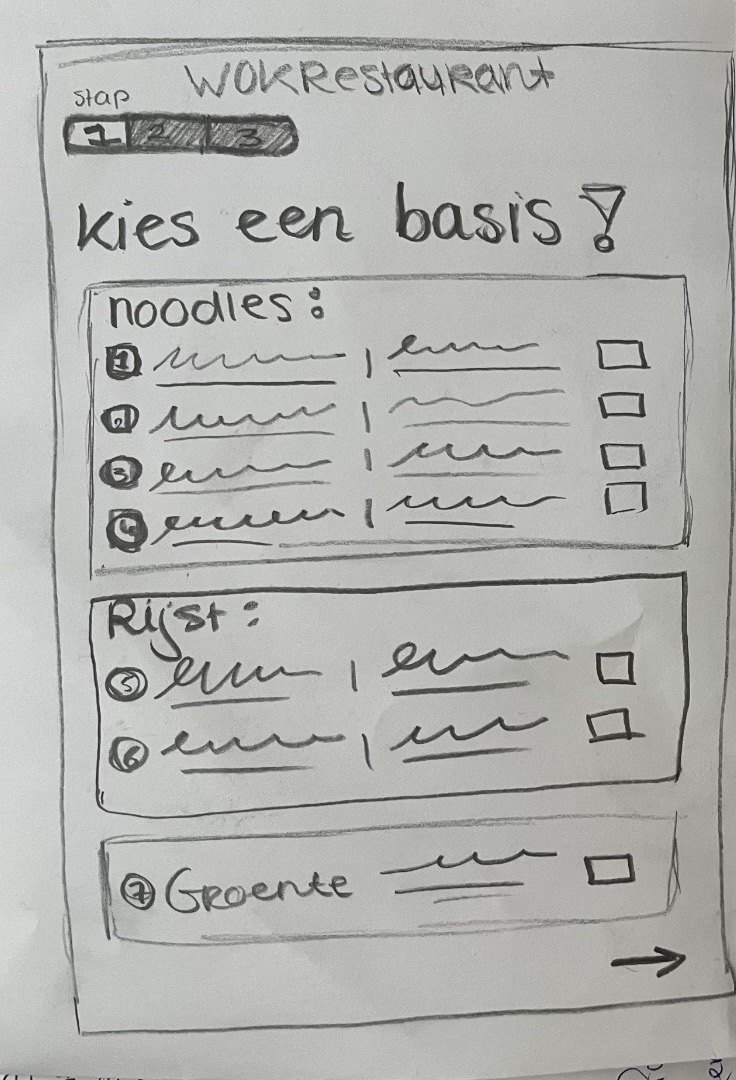 WOKRestaurant
stap
1 2 3
kies een basis!
noodles:
1
2
3
4
Rijst:
5
6
7 Groente